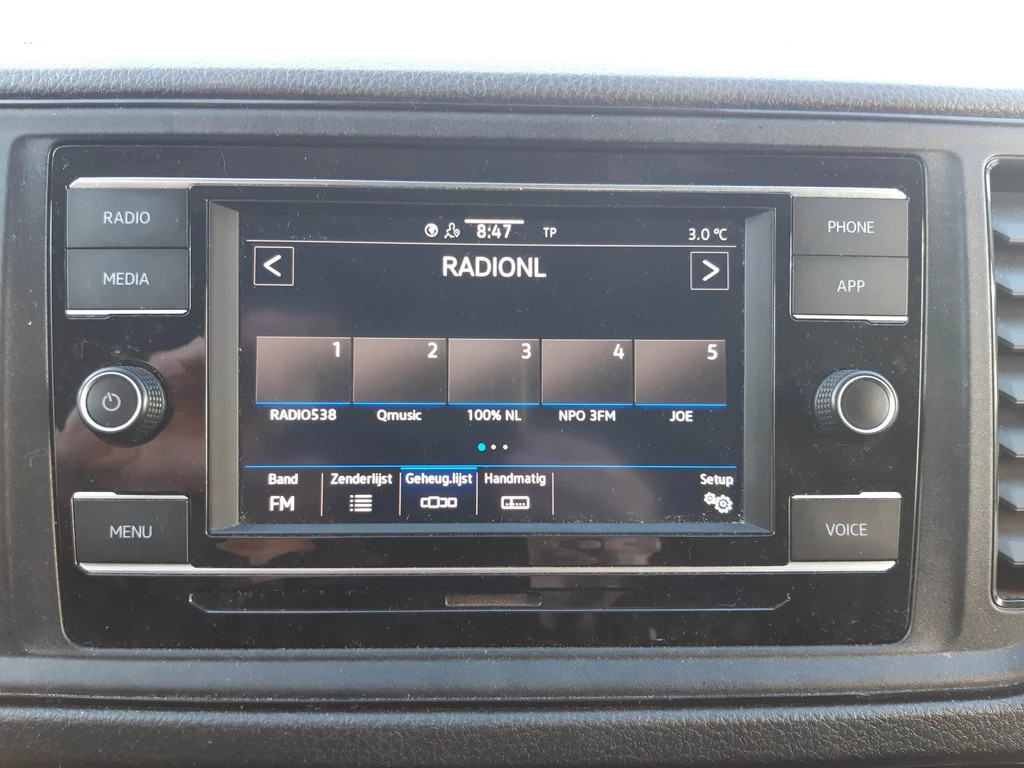 RADIO
MEDIA
8:47 TP 3.0 °C
RADIONL
PHONE
APP
1 2 3 4 5
RADIO538 Qmusic 100% NL NPO 3FM JOE
Band Zenderlijst Geheug.lijst Handmatig Setup
FM
MENU
VOICE